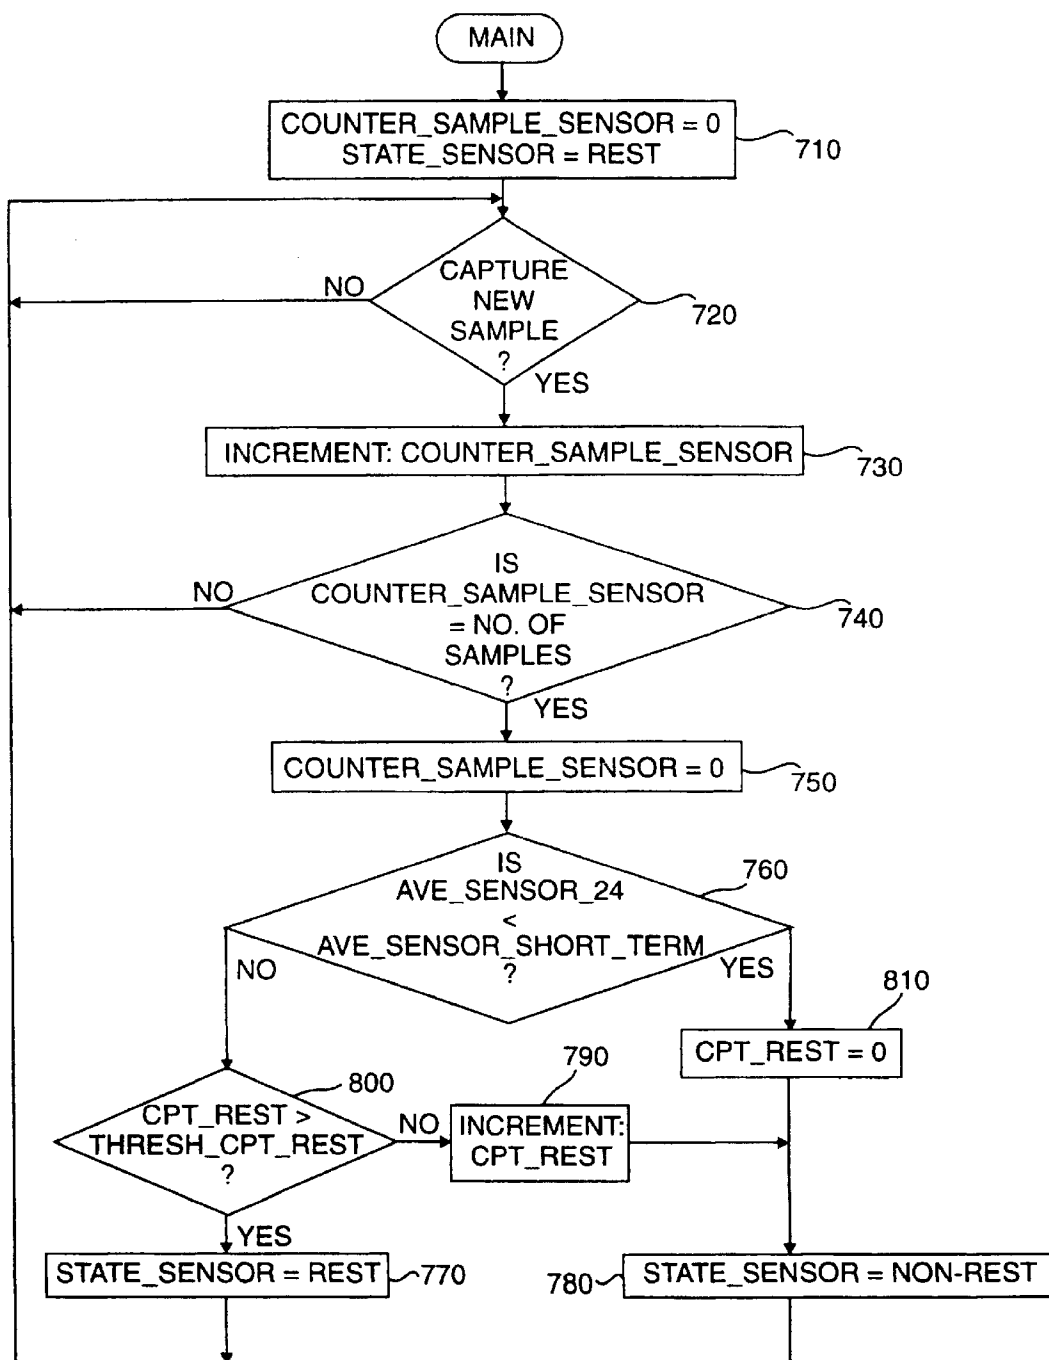 MAIN
COUNTER_SAMPLE_SENSOR = 0
STATE_SENSOR = REST
710
CAPTURE
NEW
SAMPLE
?
NO
720
YES
INCREMENT: COUNTER_SAMPLE_SENSOR
730
IS
COUNTER_SAMPLE_SENSOR
= NO. OF
SAMPLES
?
NO
740
YES
COUNTER_SAMPLE_SENSOR = 0
750
IS
AVE_SENSOR_24
<
AVE_SENSOR_SHORT_TERM
?
760
NO
YES
810
CPT_REST = 0
800
CPT_REST >
THRESH_CPT_REST
?
NO
790
INCREMENT:
CPT_REST
YES
STATE_SENSOR = REST
770
780
STATE_SENSOR = NON-REST